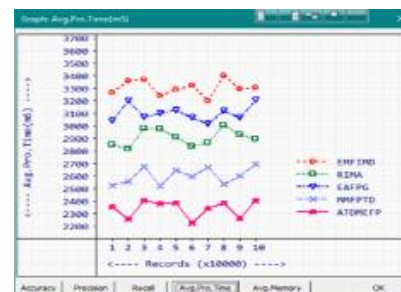 Graph: Avg.Pro.Time(mS)
3700
3600
3500
3400
3300
3200
3100
3000
2900
2800
2700
2600
2500
2400
2300
2200
<---- Avg.Pro.Time(mS) ---->
EMFIMD
RIMA
EAFPG
MMFPTD
ATDMEFP
1 2 3 4 5 6 7 8 9 10
<---- Records (x10000) ---->
Accuracy Precision Recall Avg.Pro.Time Avg.Memory OK